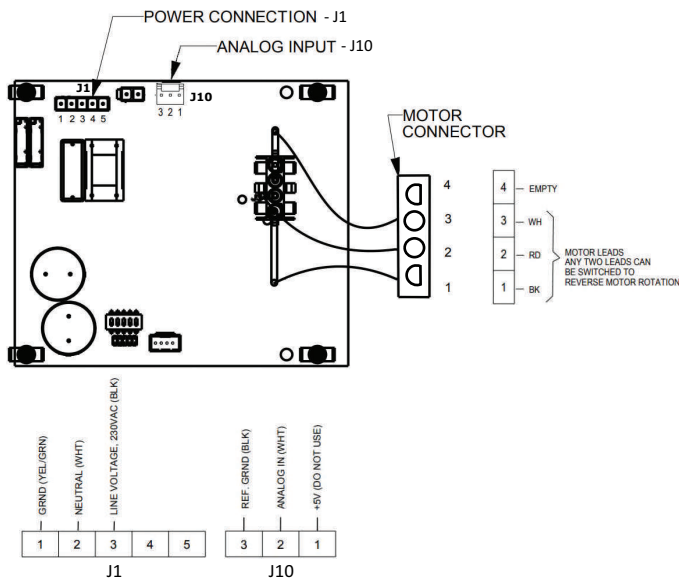 POWER CONNECTION - J1
ANALOG INPUT - J10
J1
J10
1 2 3 4 5
3 2 1
MOTOR
CONNECTOR
4
3
2
1
4 EMPTY
3 WH
2 RD
1 BK
MOTOR LEADS
ANY TWO LEADS CAN
BE SWITCHED TO
REVERSE MOTOR ROTATION
GRND (YEL/GRN)
NEUTRAL (WHT)
LINE VOLTAGE, 230VAC (BLK)
REF. GRND (BLK)
ANALOG IN (WHT)
+5V (DO NOT USE)
1 2 3 4 5
3 2 1
J1
J10